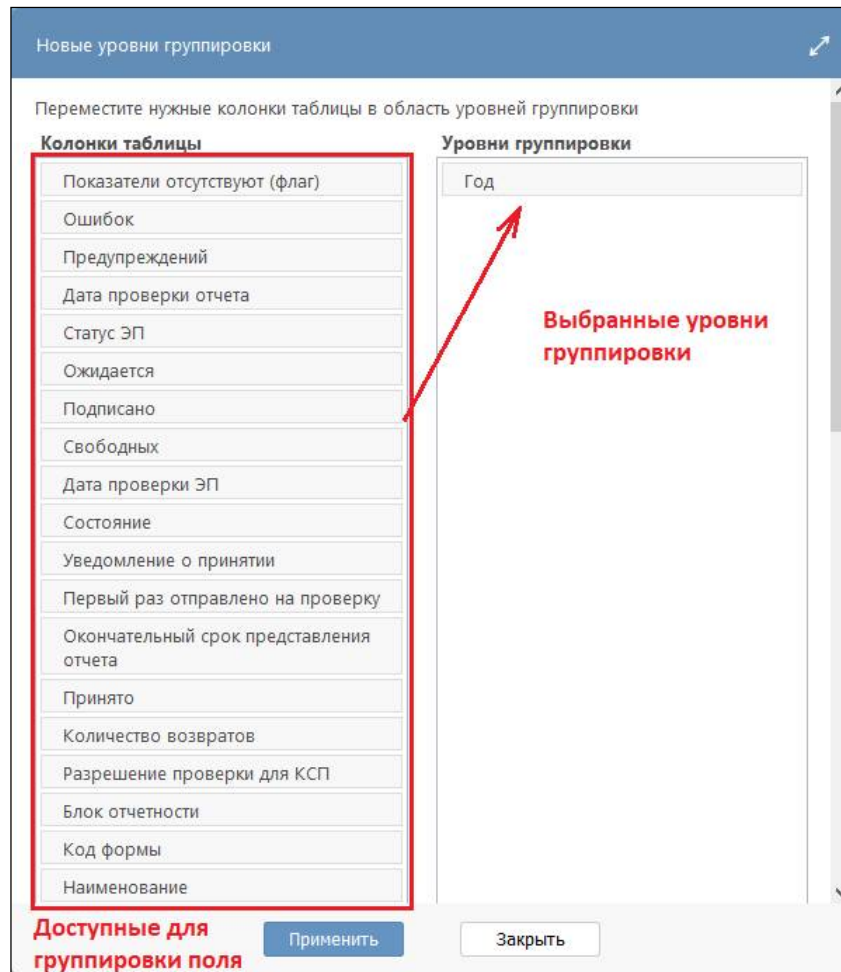 Новые уровни группировки
Переместите нужные колонки таблицы в область уровней группировки
Колонки таблицы
Уровни группировки
Показатели отсутствуют (флаг)
Год
Ошибок
Предупреждений
Дата проверки отчета
Статус ЭП
Выбранные уровни
группировки
Ожидается
Подписано
Свободных
Дата проверки ЭП
Состояние
Уведомление о принятии
Первый раз отправлено на проверку
Окончательный срок представления
отчета
Принято
Количество возвратов
Разрешение проверки для КСП
Блок отчетности
Код формы
Наименование
Доступные для
группировки поля
Применить
Закрыть